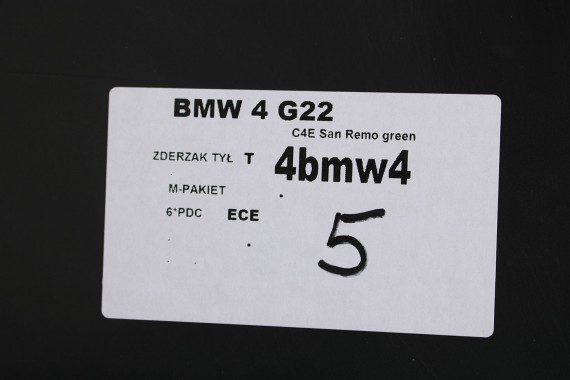 BMW 4 G22
C4E San Remo green
ZDERZAK TYŁ T 4bmw4
M-PAKIET
6*PDC ECE
5